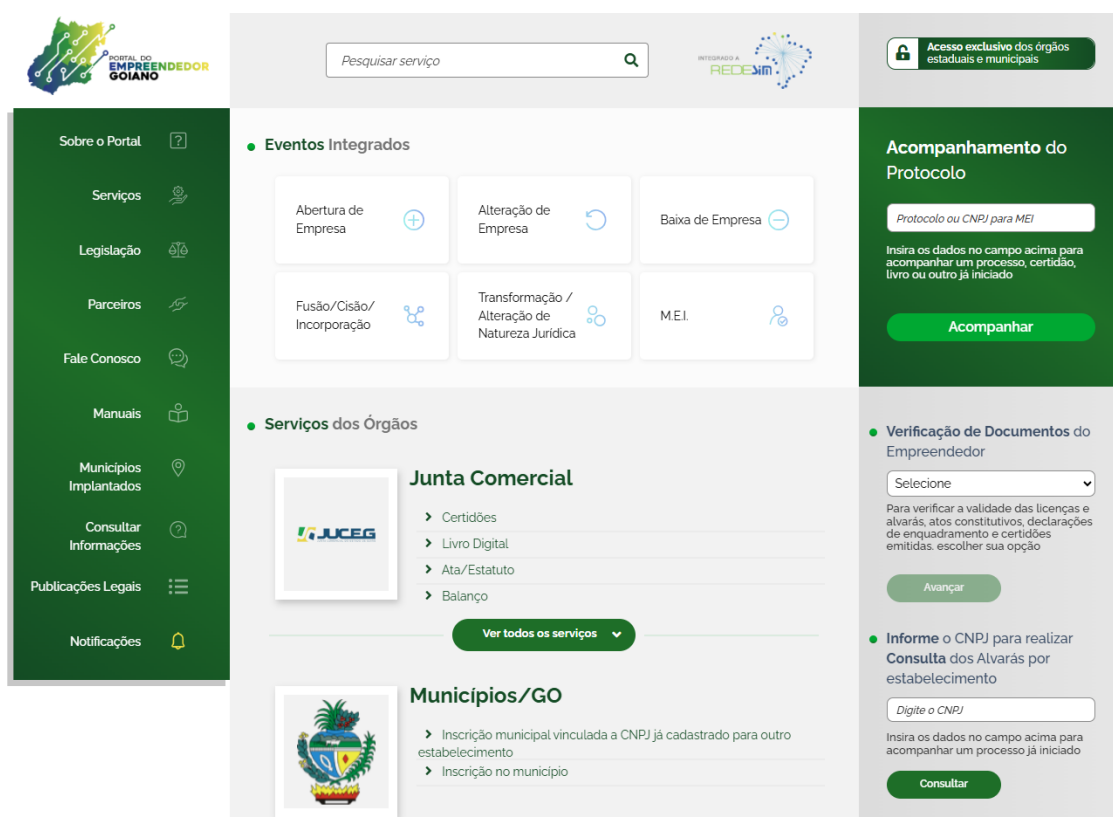 PORTAL DO
EMPREENDEDOR
GOIANO
Pesquisar serviço
INTEGRADO A
REDESIM
Acesso exclusivo dos órgãos
estaduais e municipais
Sobre o Portal
Serviços
Legislação
Parceiros
Fale Conosco
Manuais
Municípios
Implantados
Consultar
Informações
Publicações Legais
Notificações
Eventos Integrados
Abertura de
Empresa
Alteração de
Empresa
Baixa de Empresa
Fusão/Cisão/
Incorporação
Transformação /
Alteração de
Natureza Jurídica
M.E.I.
Serviços dos Órgãos
JUCEG
Junta Comercial
Certidões
Livro Digital
Ata/Estatuto
Balanço
Ver todos os serviços
Municípios/GO
Inscrição municipal vinculada a CNPJ já cadastrado para outro
estabelecimento
Inscrição no município
Acompanhamento do
Protocolo
Protocolo ou CNPJ para MEI
Insira os dados no campo acima para
acompanhar um processo, certidão,
livro ou outro já iniciado
Acompanhar
Verificação de Documentos do
Empreendedor
Selecione
Para verificar a validade das licenças e
alvarás, atos constitutivos, declarações
de enquadramento e certidões
emitidas. escolher sua opção
Avançar
Informe o CNPJ para realizar
Consulta dos Alvarás por
estabelecimento
Digite o CNPJ
Insira os dados no campo acima para
acompanhar um processo já iniciado
Consultar